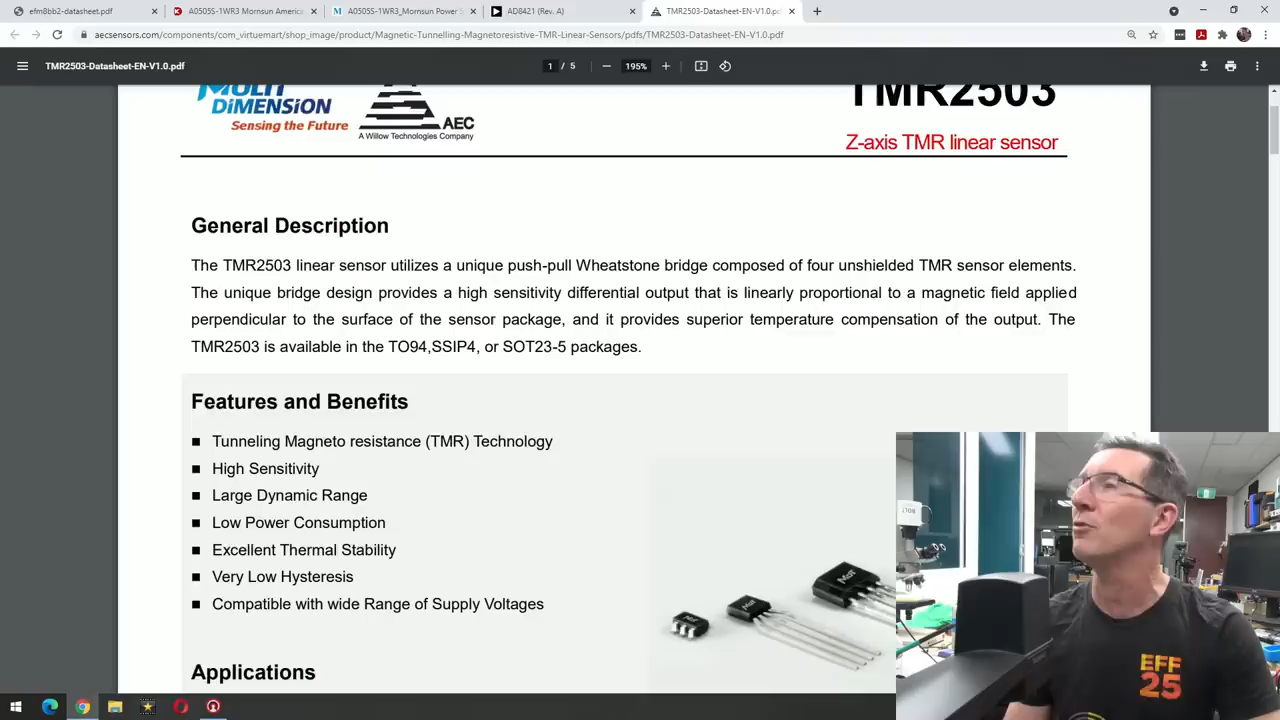 efm8bb2-datasheet.pdf
A0505S-1WR3 Mornsun America
A0505S-1WR3_Mornsun Power S
AD8421 (Rev. A)
TMR2503-Datasheet-EN-V1.0.pdf
aecsensors.com/components/com_virtuemart/shop_image/product/Magnetic-Tunnelling-Magnetoresistive-TMR-Linear-Sensors/pdfs/TMR2503-Datasheet-EN-V1.0.pdf
TMR2503-Datasheet-EN-V1.0.pdf
1 / 5
195%
MULTI
DiMENSiON
Sensing the Future
AEC
A Willow Technologies Company
TMR2503
Z-axis TMR linear sensor
General Description
The TMR2503 linear sensor utilizes a unique push-pull Wheatstone bridge composed of four unshielded TMR sensor elements.
The unique bridge design provides a high sensitivity differential output that is linearly proportional to a magnetic field applied
perpendicular to the surface of the sensor package, and it provides superior temperature compensation of the output. The
TMR2503 is available in the TO94,SSIP4, or SOT23-5 packages.
Features and Benefits
Tunneling Magneto resistance (TMR) Technology
High Sensitivity
Large Dynamic Range
Low Power Consumption
Excellent Thermal Stability
Very Low Hysteresis
Compatible with wide Range of Supply Voltages
Applications
EFF
25